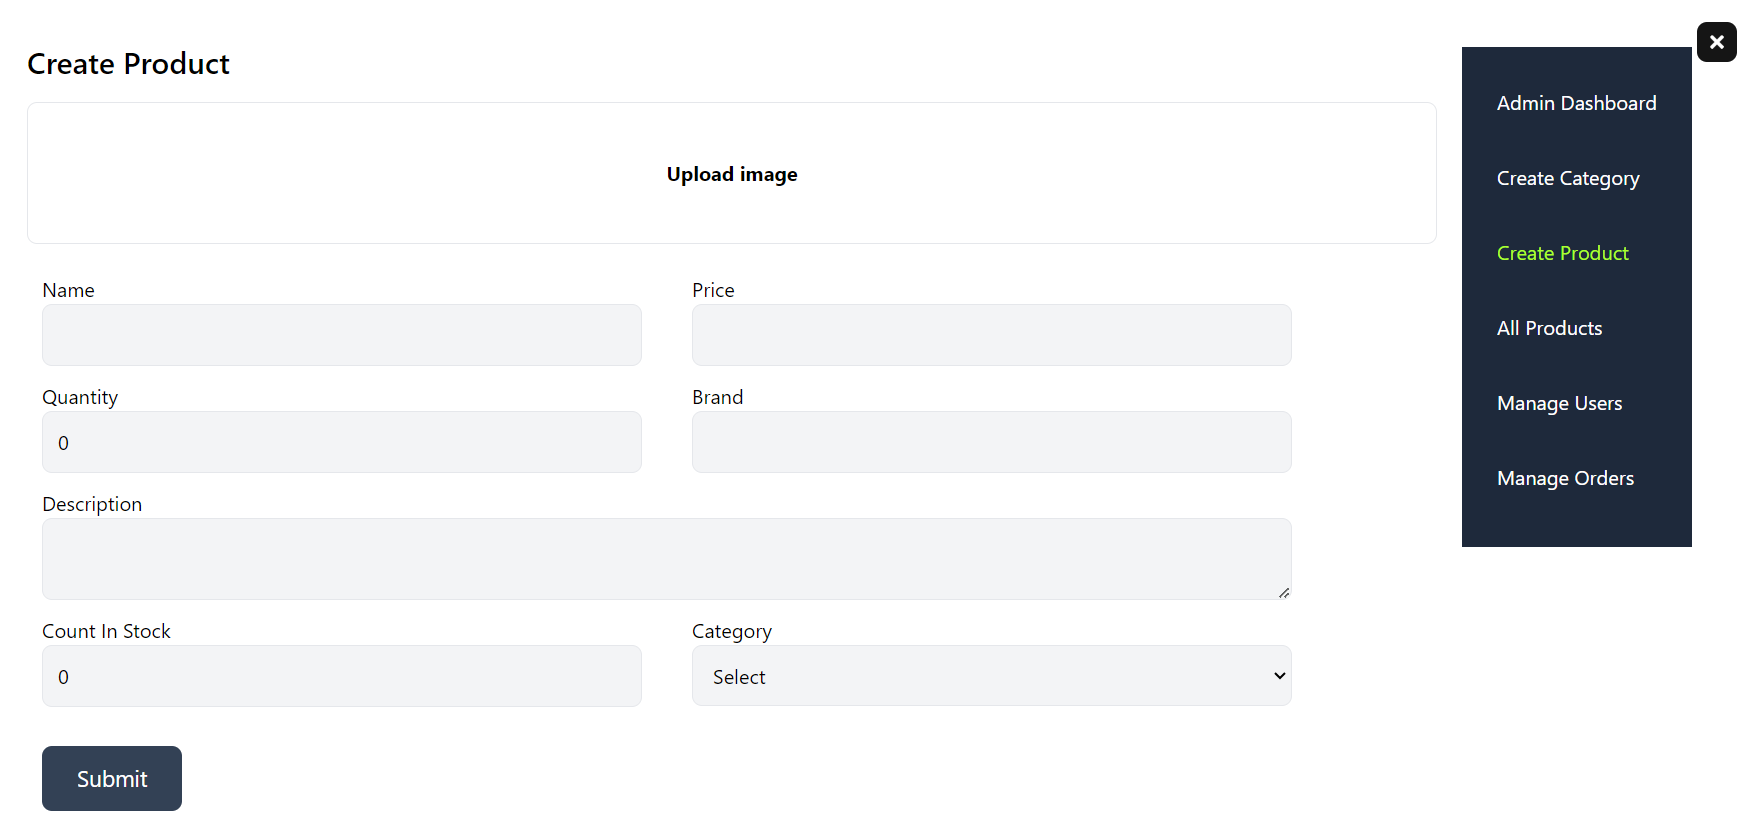 Create Product
Upload image
Name
Price
Quantity
0
Brand
Description
Count In Stock
0
Category
Select
Submit
Admin Dashboard
Create Category
Create Product
All Products
Manage Users
Manage Orders